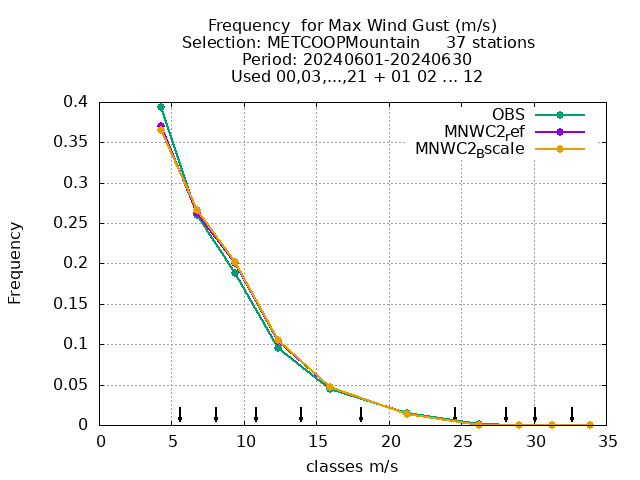 Frequency  for Max Wind Gust (m/s)
Selection: METCOOPMountain     37 stations
Period: 20240601-20240630
Used 00,03,...,21 + 01 02 ... 12
OBS
MNWC2ref
MNWC2Bscale
Frequency
0.4
0.35
0.3
0.25
0.2
0.15
0.1
0.05
0
0 5 10 15 20 25 30 35
classes m/s